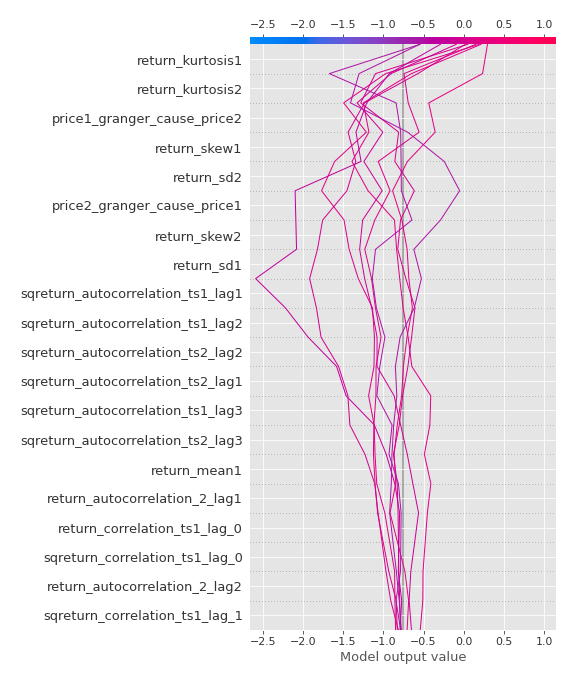 −2.5 −2.0 −1.5 −1.0 −0.5 0.0 0.5 1.0
return_kurtosis1
return_kurtosis2
price1_granger_cause_price2
return_skew1
return_sd2
price2_granger_cause_price1
return_skew2
return_sd1
sqreturn_autocorrelation_ts1_lag1
sqreturn_autocorrelation_ts1_lag2
sqreturn_autocorrelation_ts2_lag2
sqreturn_autocorrelation_ts2_lag1
sqreturn_autocorrelation_ts1_lag3
sqreturn_autocorrelation_ts2_lag3
return_mean1
return_autocorrelation_2_lag1
return_correlation_ts1_lag_0
sqreturn_correlation_ts1_lag_0
return_autocorrelation_2_lag2
sqreturn_correlation_ts1_lag_1
−2.5 −2.0 −1.5 −1.0 −0.5 0.0 0.5 1.0
Model output value